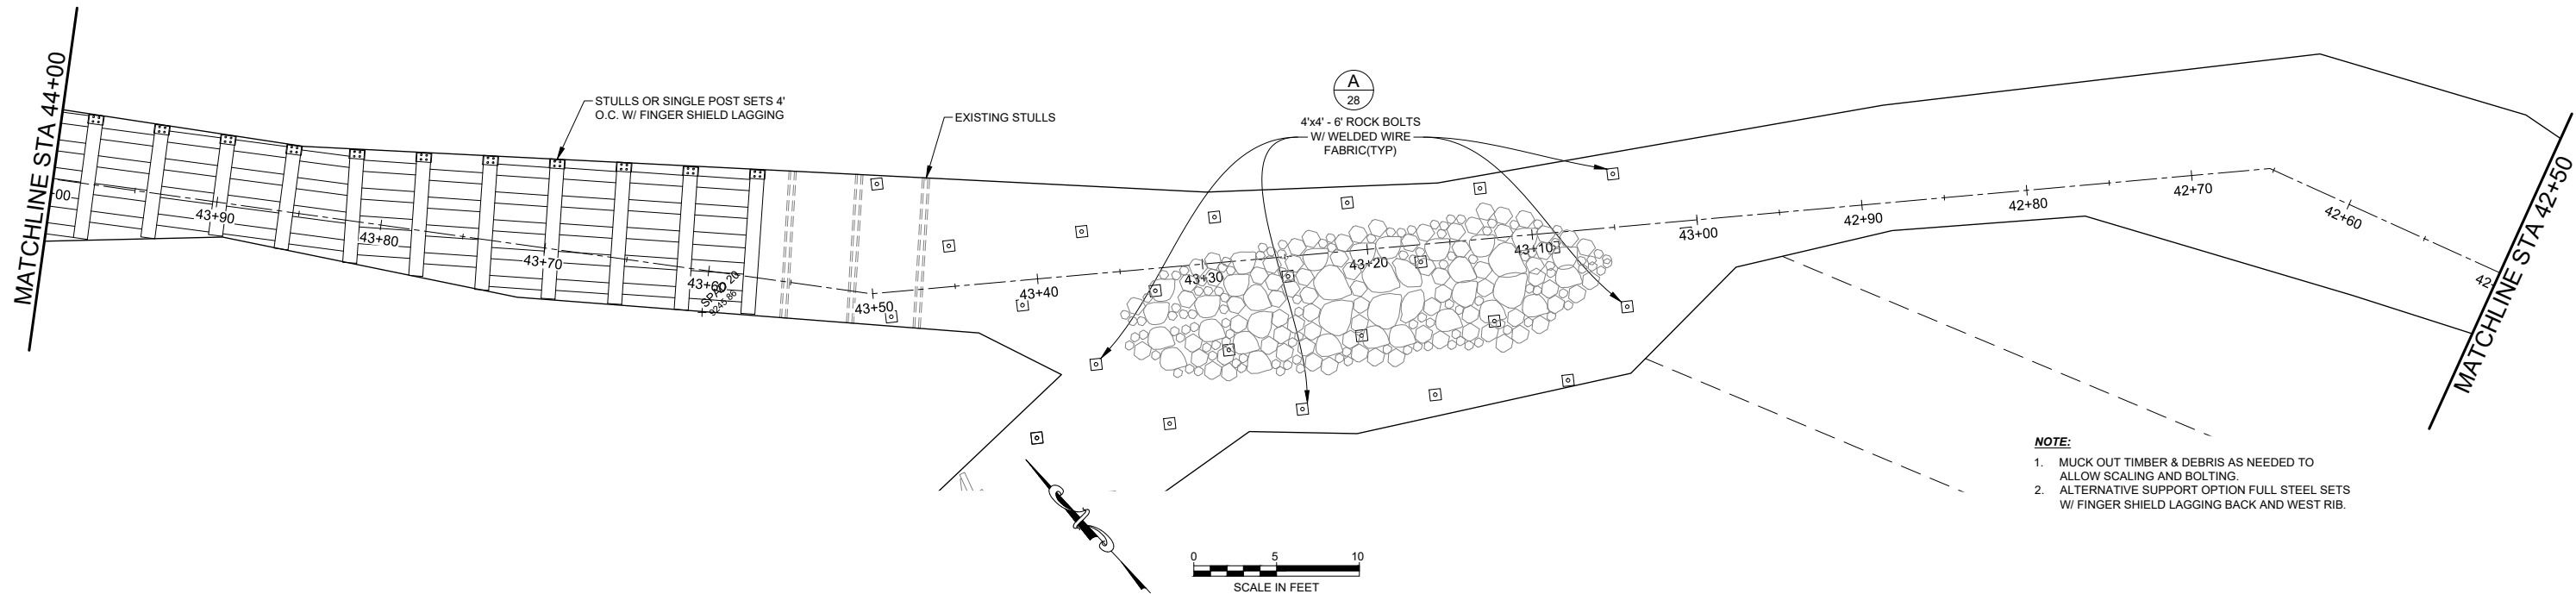 MATCHLINE STA 44+00
00
43+90
43+80
43+70
43+60
43+50
43+40
43+30
43+20
43+10
43+00
42+90
42+80
42+70
42+60
42
MATCHLINE STA 42+50
STULLS OR SINGLE POST SETS 4'
O.C. W/ FINGER SHIELD LAGGING
EXISTING STULLS
A
28
4'x4' - 6' ROCK BOLTS
W/ WELDED WIRE
FABRIC(TYP)
20
NOTE:
1. MUCK OUT TIMBER & DEBRIS AS NEEDED TO
ALLOW SCALING AND BOLTING.
2. ALTERNATIVE SUPPORT OPTION FULL STEEL SETS
W/ FINGER SHIELD LAGGING BACK AND WEST RIB.
0 5 10
SCALE IN FEET